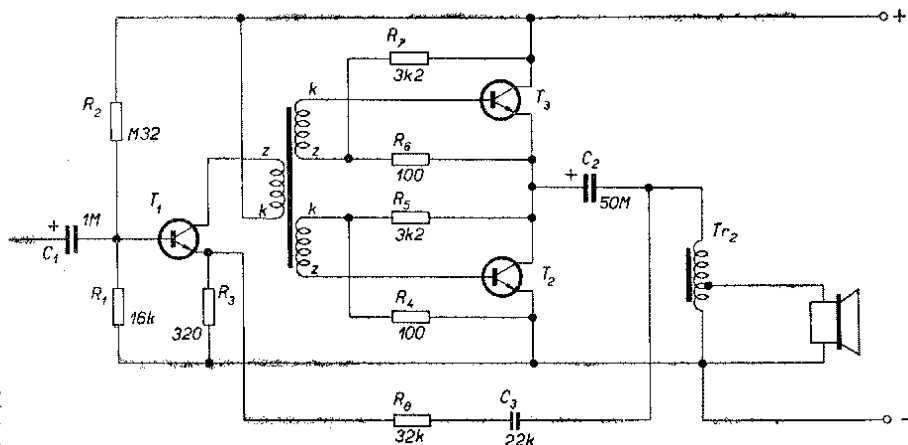 +
R7
3k2
k
T3
R2
M32
z
z
R6
100
C2
+
50M
T1
k
k
R5
3k2
+
1M
C1
Tr2
T2
z
R1
16k
R3
320
R4
100
R8
32k
C3
22k
-